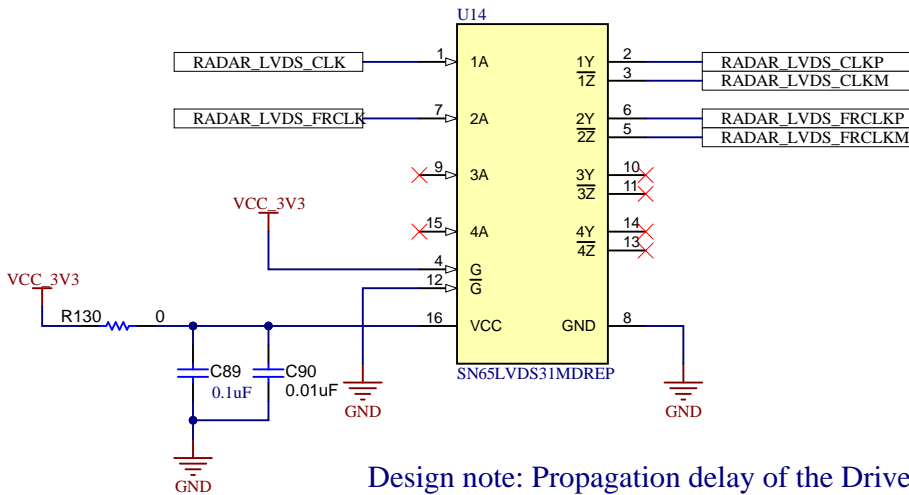 U14
RADAR_LVDS_CLK 1 1A 1Y 2 RADAR_LVDS_CLKP
1Z 3 RADAR_LVDS_CLKM
RADAR_LVDS_FRCLK 7 2A 2Y 6 RADAR_LVDS_FRCLKP
2Z 5 RADAR_LVDS_FRCLKM
9 3A 3Y 10
3Z 11
VCC_3V3
15 4A 4Y 14
4Z 13
4 G
12 G
VCC_3V3
R130 0 16 VCC GND 8
C89 C90
0.1uF 0.01uF
SN65LVDS31MDREP
GND GND
GND
Design note: Propagation delay of the Drive